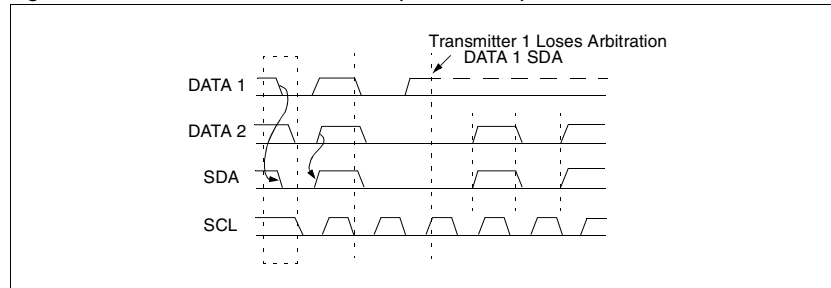 Transmitter 1 Loses Arbitration
DATA 1 SDA
DATA 1
DATA 2
SDA
SCL